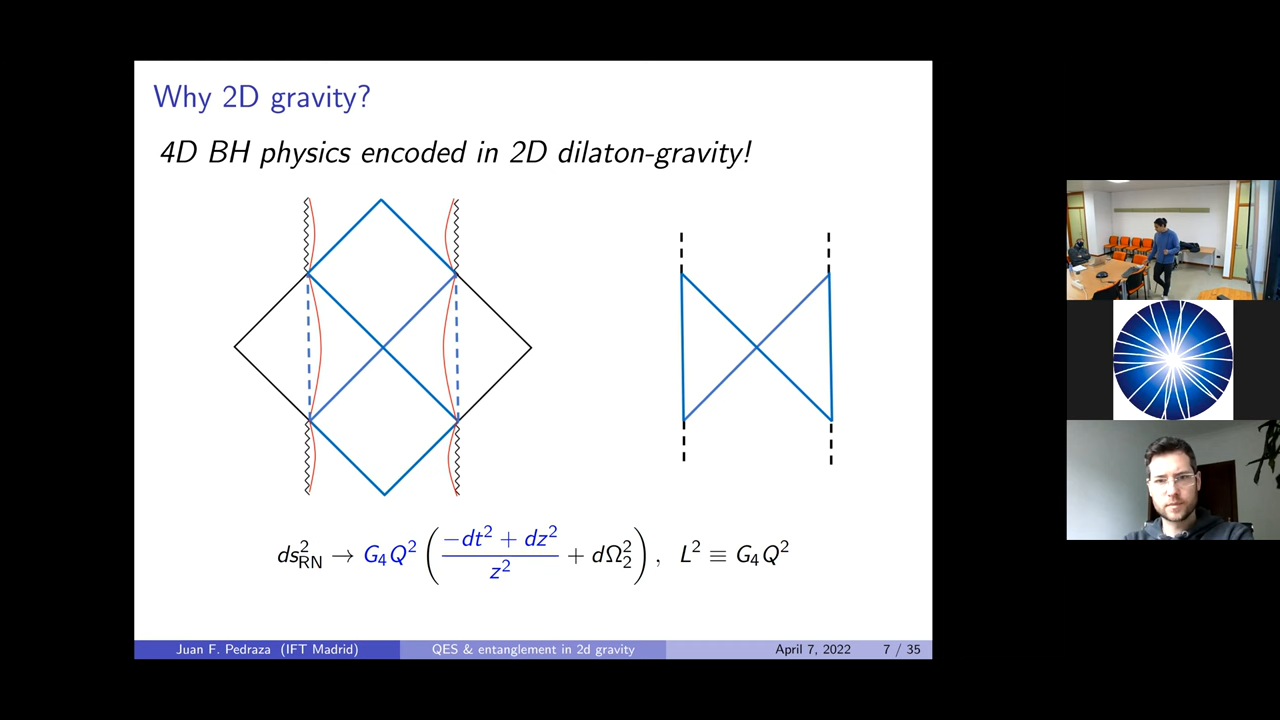 Why 2D gravity?
4D BH physics encoded in 2D dilaton-gravity!
ds²_RN → G₄Q² ( (−dt² + dz²) / z² + dΩ₂² ) , L² ≡ G₄Q²
Juan F. Pedraza (IFT Madrid) QES & entanglement in 2d gravity April 7, 2022 7 / 35